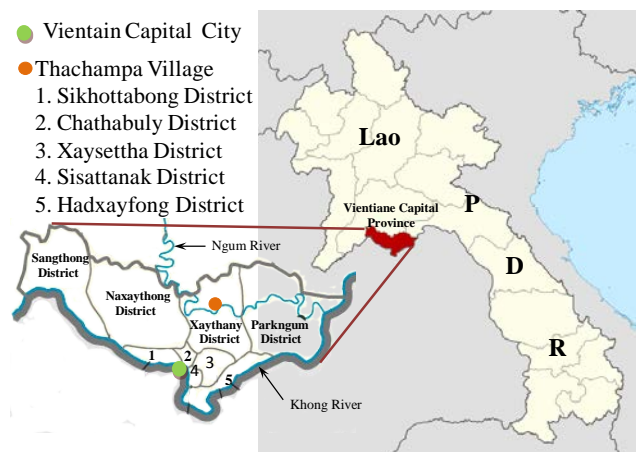 Vientain Capital City
Thachampa Village
1. Sikhottabong District
2. Chathabuly District
3. Xaysettha District
4. Sisattanak District
5. Hadxayfong District
Lao
P
D
R
Vientiane Capital
Province
Ngum River
Sangthong
District
Naxaythong
District
Xaythany
District
Parkngum
District
1
2
3
4
5
Khong River